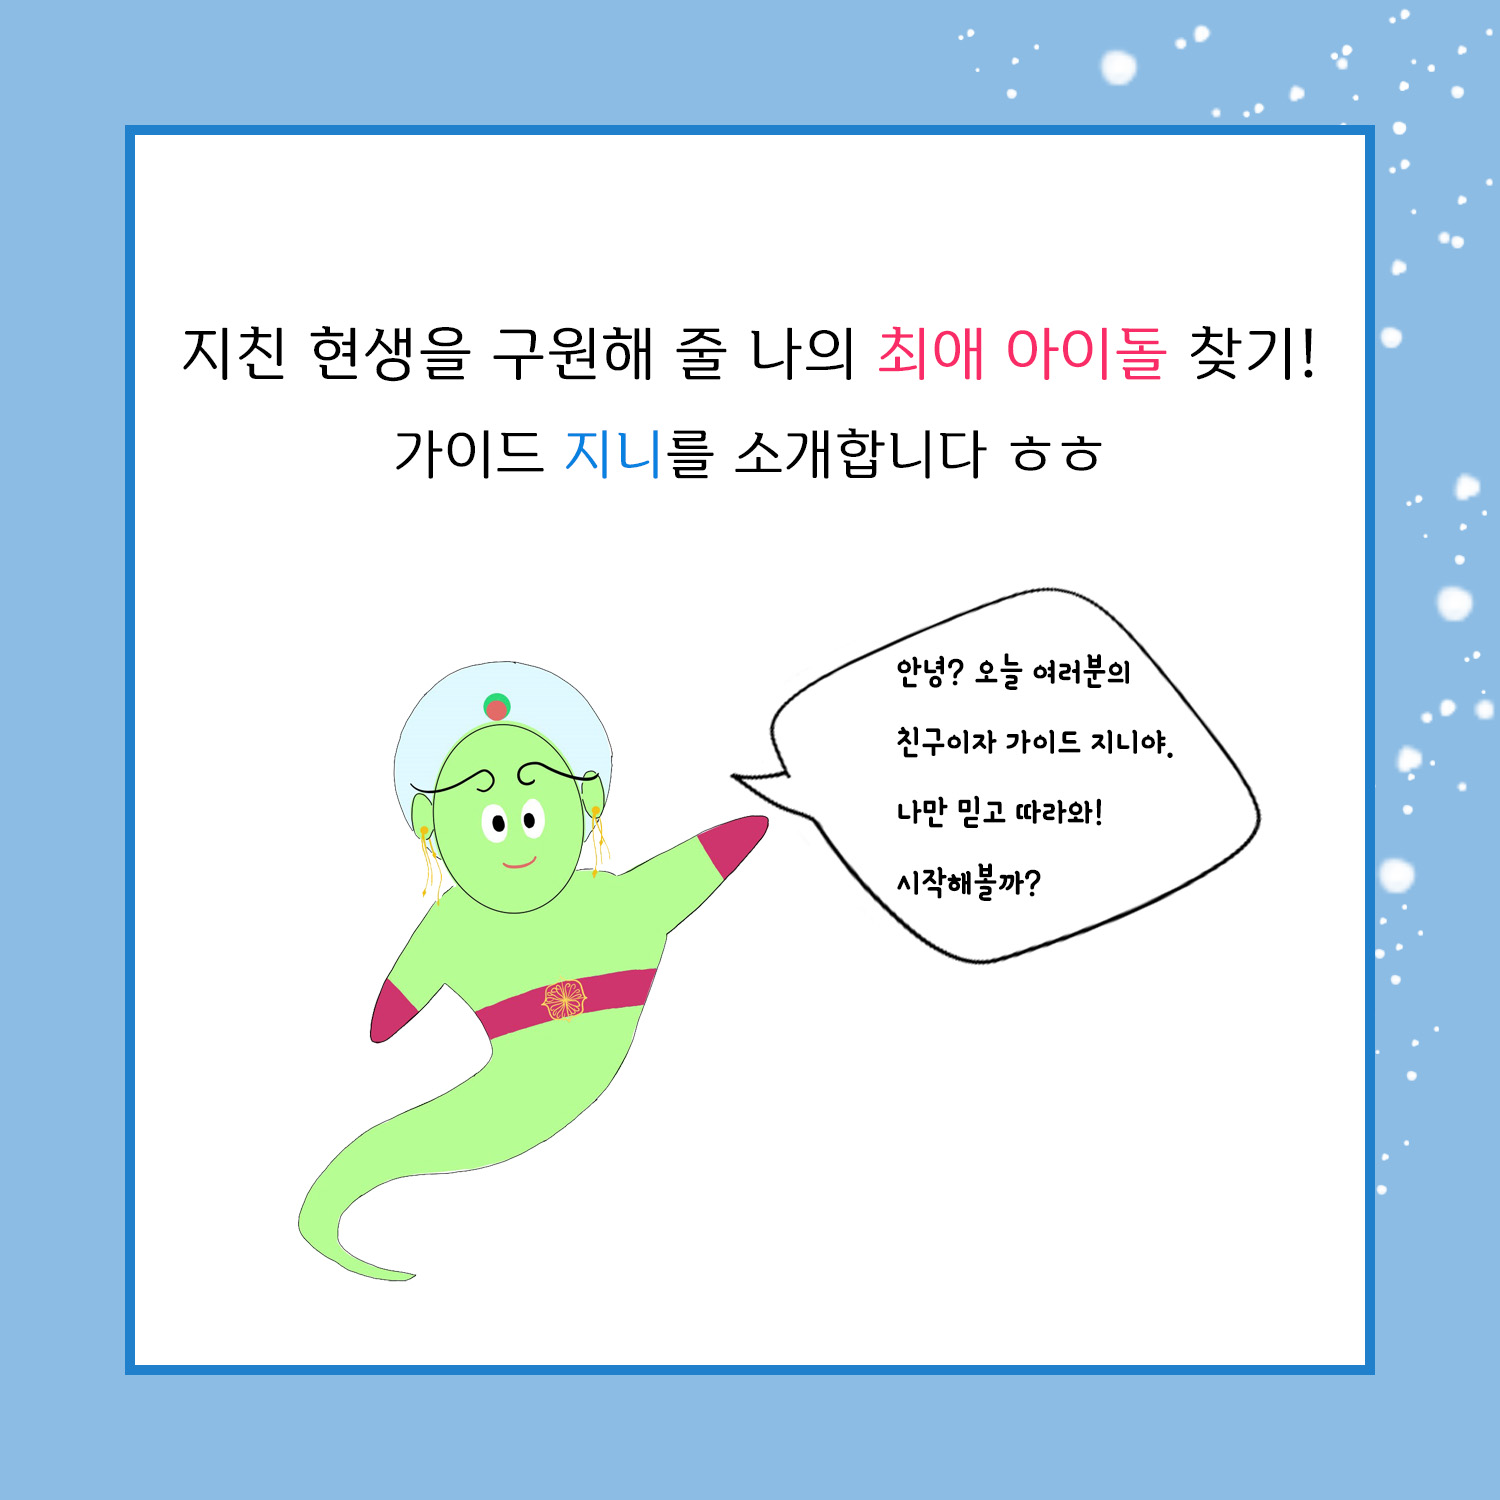 지친 현생을 구원해 줄 나의 최애 아이돌 찾기!
가이드 지니를 소개합니다 ㅎㅎ
안녕? 오늘 여러분의
친구이자 가이드 지니야.
나만 믿고 따라와!
시작해볼까?